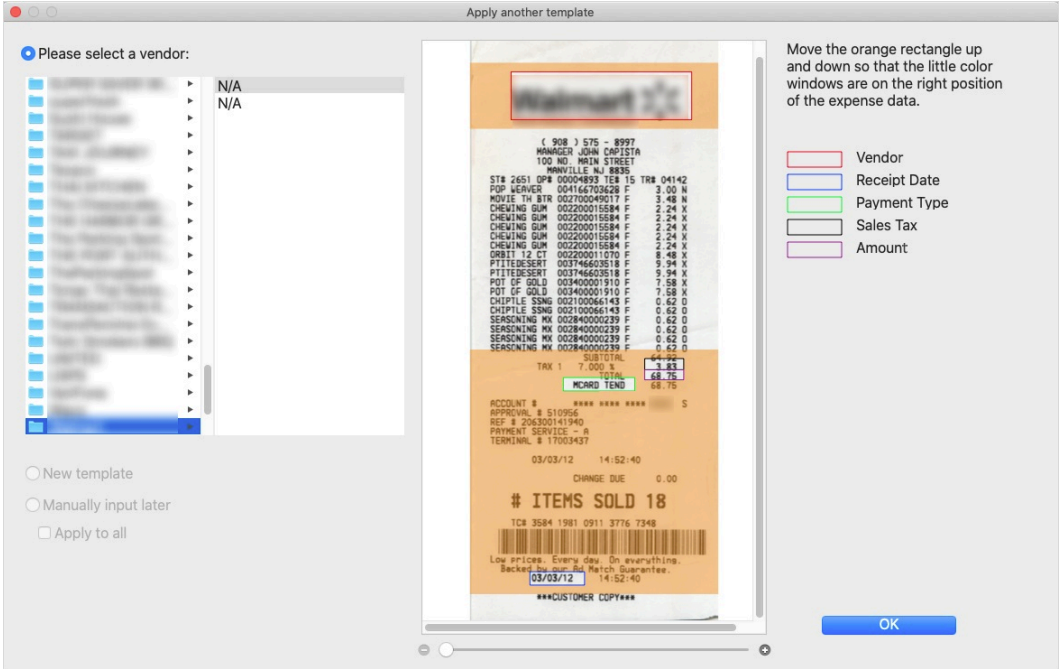 Apply another template
Please select a vendor:
N/A
N/A
New template
Manually input later
Apply to all
Walmart
( 908 ) 575 - 8997
MANAGER JOHN CAPISTA
100 NO. MAIN STREET
MANVILLE NJ 8835
ST# 2651 OP# 00004893 TE# 15 TR# 04142
POP WEAVER 004166703628 F 3.00 N
MOVIE TH BTR 002700049017 F 3.48 N
CHEWING GUM 002200015584 F 2.24 X
CHEWING GUM 002200015584 F 2.24 X
CHEWING GUM 002200015584 F 2.24 X
CHEWING GUM 002200015584 F 2.24 X
CHEWING GUM 002200015584 F 2.24 X
ORBIT 12 CT 002200011070 F 8.48 X
PTITEDESERT 003746603518 F 9.94 X
PTITEDESERT 003746603518 F 9.94 X
POT OF GOLD 003400001910 F 7.58 X
POT OF GOLD 003400001910 F 7.58 X
CHIPTLE SSNG 002100066143 F 0.62 O
CHIPTLE SSNG 002100066143 F 0.62 O
SEASONING MX 002840000239 F 0.62 O
SEASONING MX 002840000239 F 0.62 O
SEASONING MX 002840000239 F 0.62 O
SEASONING MX 002840000239 F 0.62 O
SUBTOTAL 64.92
TAX 1 7.000 % 3.83
TOTAL 68.75
MCARD TEND 68.75
ACCOUNT # **** **** **** S
APPROVAL # 510956
REF # 206300141940
PAYMENT SERVICE - A
TERMINAL # 17003437
03/03/12 14:52:40
CHANGE DUE 0.00
# ITEMS SOLD 18
TC# 3584 1981 0911 3776 7348
Low prices. Every day. On everything.
Backed by our Ad Match Guarantee.
03/03/12 14:52:40
***CUSTOMER COPY***
Move the orange rectangle up
and down so that the little color
windows are on the right position
of the expense data.
Vendor
Receipt Date
Payment Type
Sales Tax
Amount
OK